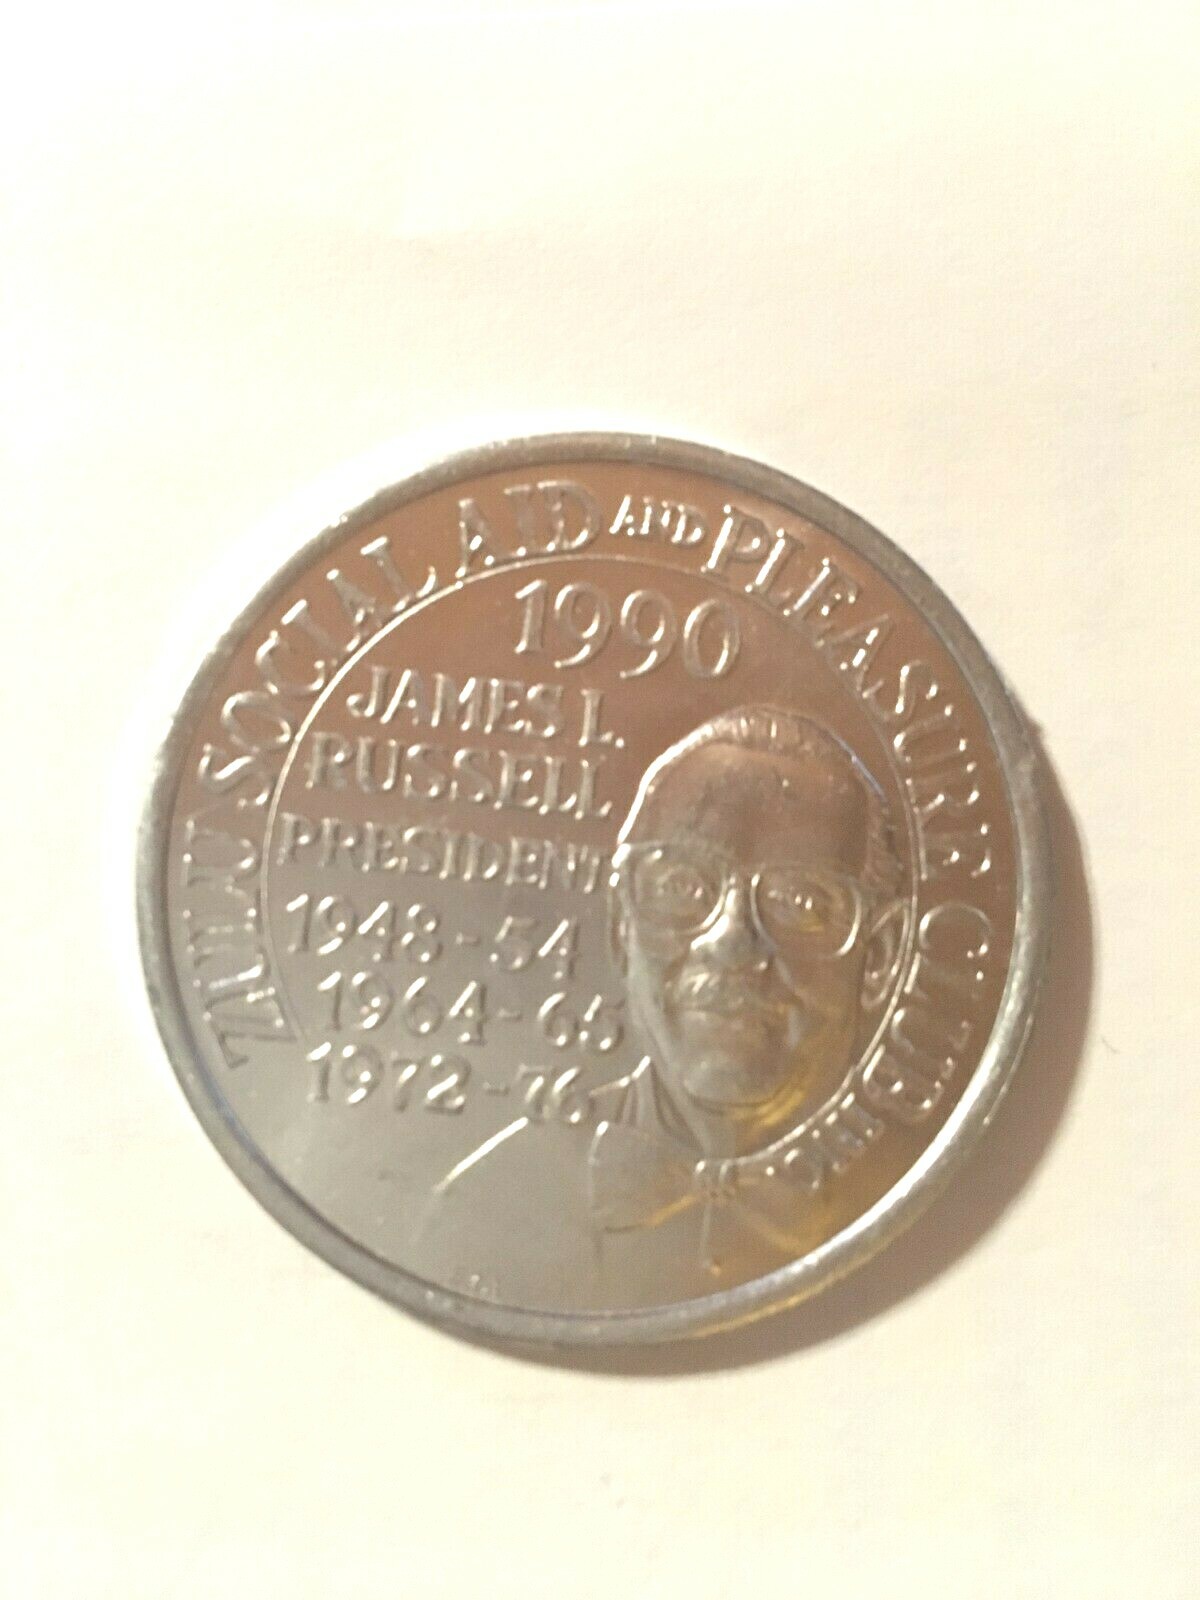 ZULU SOCIAL AID AND PLEASURE CLUB INC.
1990
JAMES L.
RUSSELL
PRESIDENT
1948-54
1964-65
1972-76